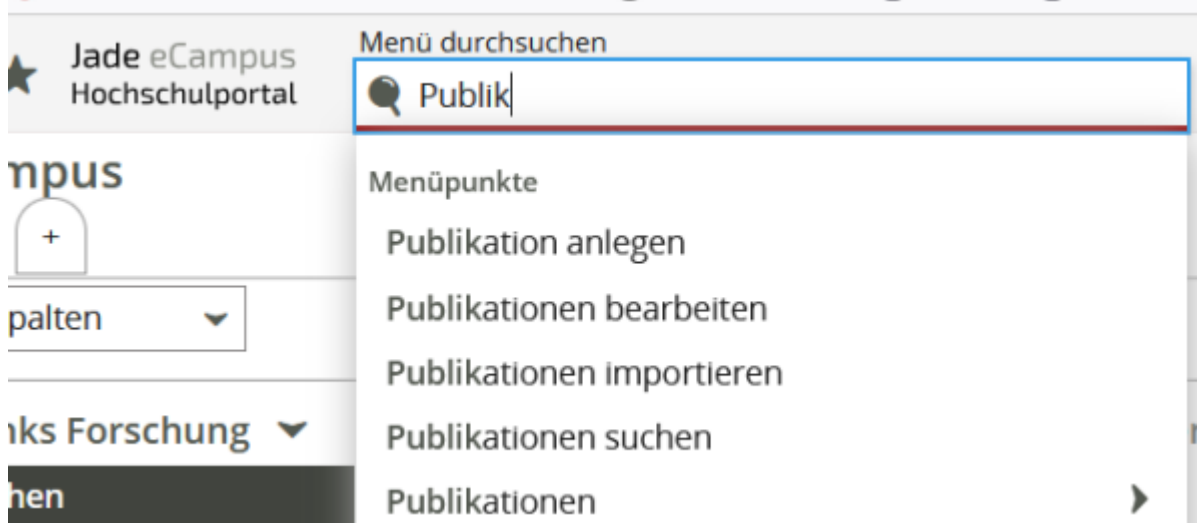 Jade eCampus
Hochschulportal
Menü durchsuchen
Publik
mpus
+
palten
nks Forschung
hen
Menüpunkte
Publikation anlegen
Publikationen bearbeiten
Publikationen importieren
Publikationen suchen
Publikationen